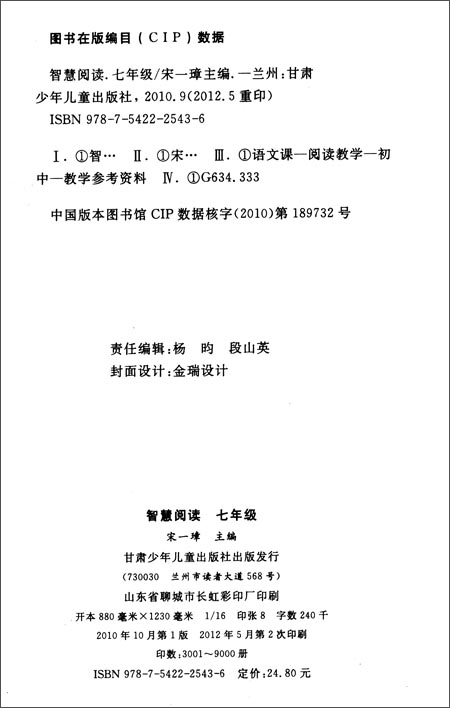 图书在版编目(CIP)数据
智慧阅读.七年级/宋一璋主编.—兰州:甘肃
少年儿童出版社,2010.9(2012.5重印)
ISBN 978-7-5422-2543-6
Ⅰ.①智… Ⅱ.①宋… Ⅲ.①语文课—阅读教学—初
中—教学参考资料 Ⅳ.①G634.333
中国版本图书馆CIP数据核字(2010)第189732号
责任编辑:杨 昀 段山英
封面设计:金瑞设计
智慧阅读 七年级
宋一璋 主编
甘肃少年儿童出版社出版发行
(730030 兰州市读者大道568号)
山东省聊城市长虹彩印厂印刷
开本880毫米×1230毫米 1/16 印张8 字数240千
2010年10月第1版 2012年5月第2次印刷
印数:3001~9000册
ISBN 978-7-5422-2543-6 定价:24.80元